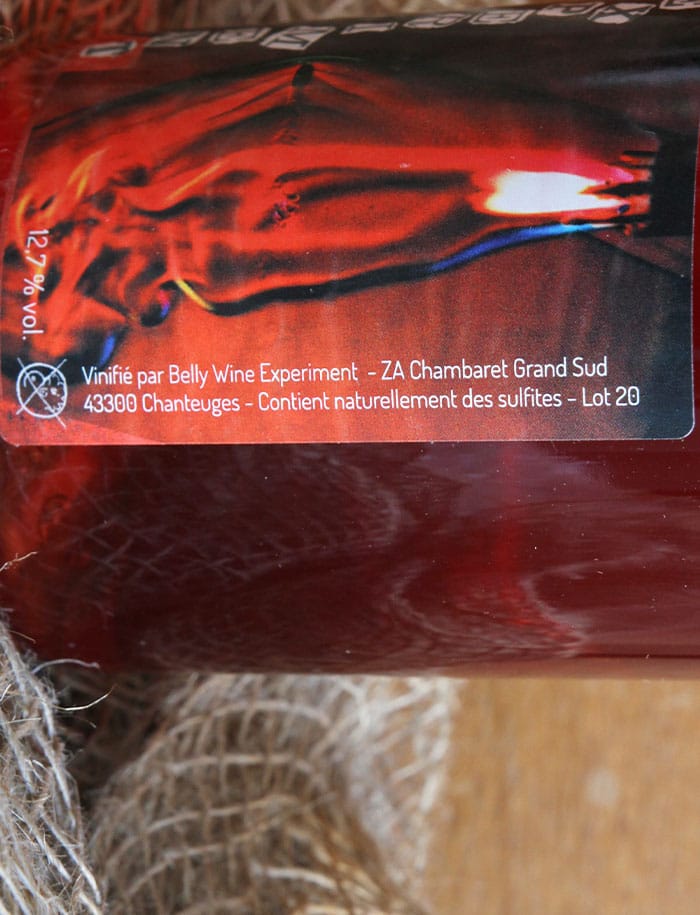 12,7 % vol.
Vinifié par Belly Wine Experiment - ZA Chambaret Grand Sud
43300 Chanteuges - Contient naturellement des sulfites - Lot 20